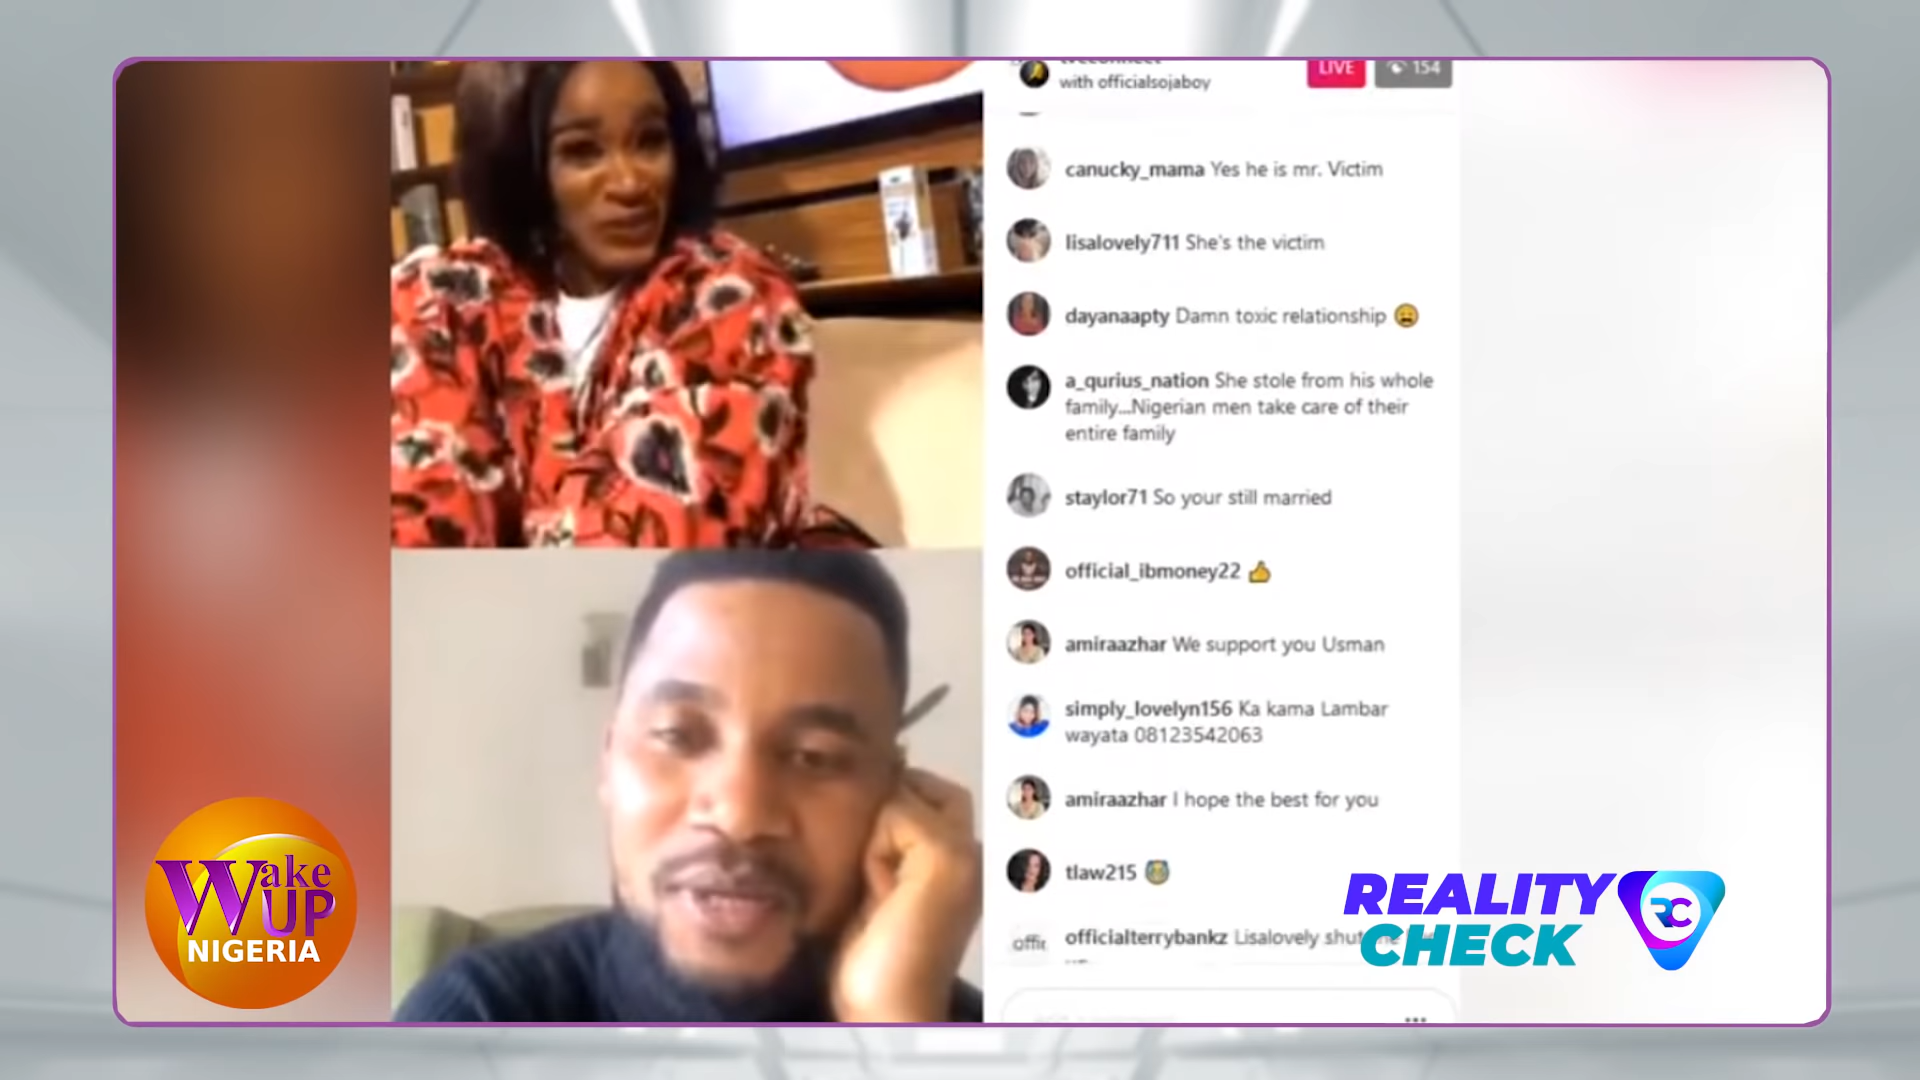 with officialsojaboy
LIVE
154
canucky_mama Yes he is mr. Victim
lisalovely711 She's the victim
dayanaapty Damn toxic relationship
a_qurius_nation She stole from his whole
family...Nigerian men take care of their
entire family
staylor71 So your still married
official_ibmoney22
amiraazhar We support you Usman
simply_lovelyn156 Ka kama Lambar
wayata 08123542063
amiraazhar I hope the best for you
tlaw215
officialterrybankz Lisalovely shut
Wake
UP
NIGERIA
REALITY
CHECK
RC